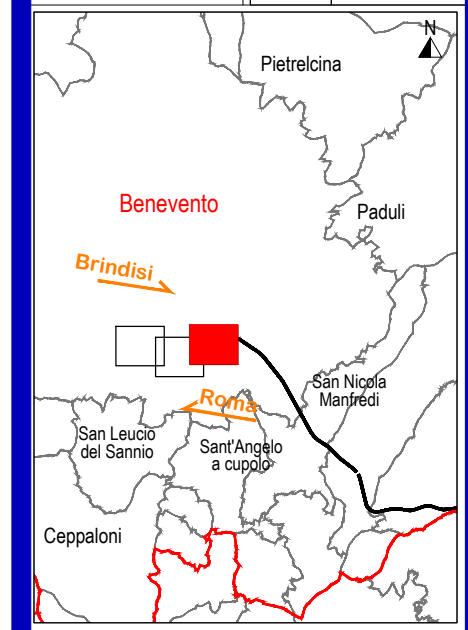 N
Pietrelcina
Benevento
Paduli
Brindisi
San Nicola
Manfredi
Roma
San Leucio
del Sannio
Sant'Angelo
a cupolo
Ceppaloni